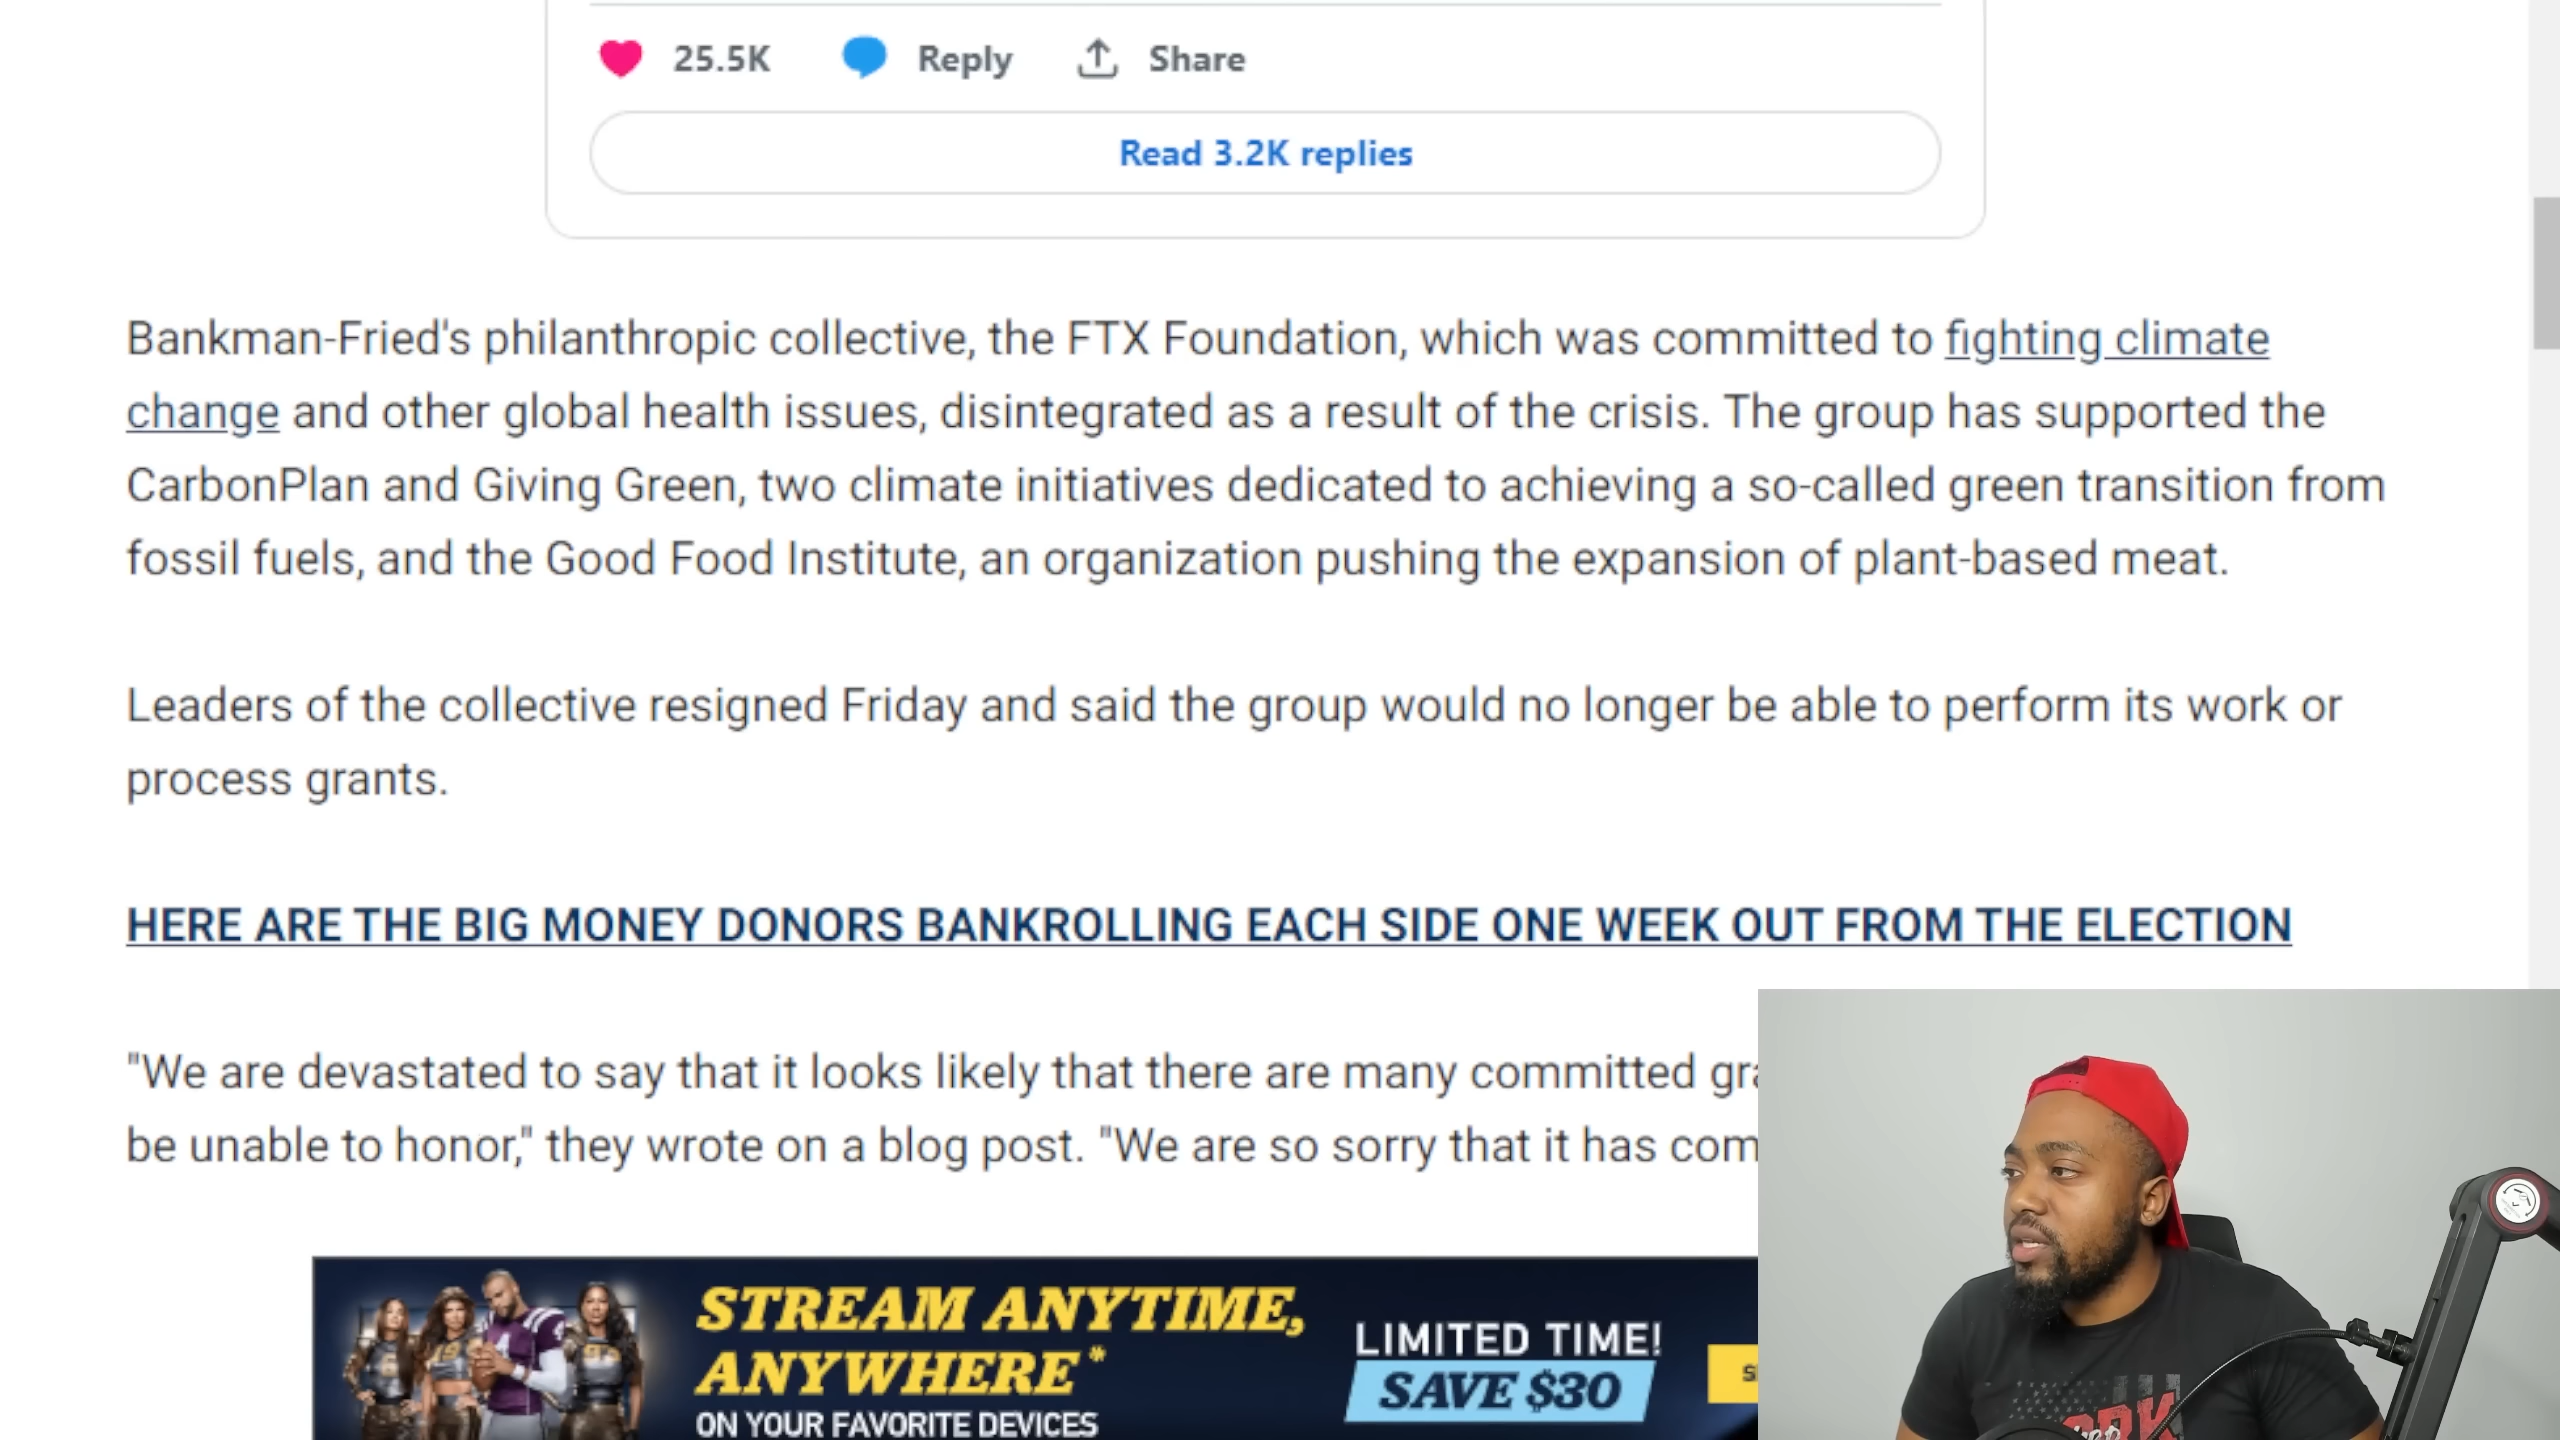 25.5K Reply Share
Read 3.2K replies
Bankman-Fried's philanthropic collective, the FTX Foundation, which was committed to fighting climate
change and other global health issues, disintegrated as a result of the crisis. The group has supported the
CarbonPlan and Giving Green, two climate initiatives dedicated to achieving a so-called green transition from
fossil fuels, and the Good Food Institute, an organization pushing the expansion of plant-based meat.
Leaders of the collective resigned Friday and said the group would no longer be able to perform its work or
process grants.
HERE ARE THE BIG MONEY DONORS BANKROLLING EACH SIDE ONE WEEK OUT FROM THE ELECTION
"We are devastated to say that it looks likely that there are many committed
be unable to honor," they wrote on a blog post. "We are so sorry that it has
STREAM ANYTIME,
ANYWHERE*
ON YOUR FAVORITE DEVICES
LIMITED TIME!
SAVE $30